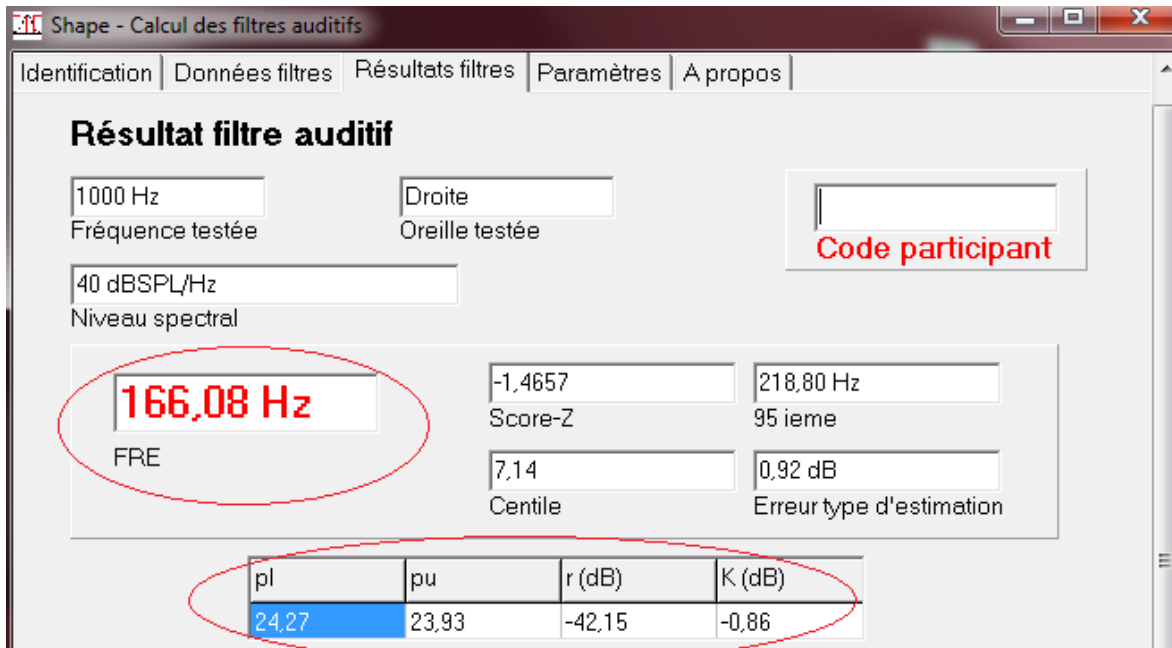 Shape - Calcul des filtres auditifs
Identification Données filtres Résultats filtres Paramètres A propos
Résultat filtre auditif
1000 Hz Droite
Fréquence testée Oreille testée
Code participant
40 dBSPL/Hz
Niveau spectral
166,08 Hz -1,4657 218,80 Hz
Score-Z 95 ieme
FRE
7,14 0,92 dB
Centile Erreur type d'estimation
pl pu r (dB) K (dB)
24,27 23,93 -42,15 -0,86